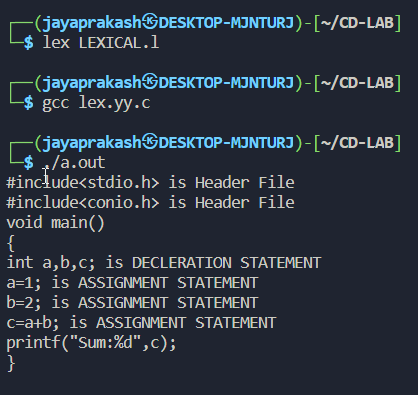 ┌──(jayaprakash㉿DESKTOP-MJNTURJ)-[~/CD-LAB]
└─$ lex LEXICAL.l
┌──(jayaprakash㉿DESKTOP-MJNTURJ)-[~/CD-LAB]
└─$ gcc lex.yy.c
┌──(jayaprakash㉿DESKTOP-MJNTURJ)-[~/CD-LAB]
└─$ ./a.out
#include<stdio.h> is Header File
#include<conio.h> is Header File
void main()
{
int a,b,c; is DECLERATION STATEMENT
a=1; is ASSIGNMENT STATEMENT
b=2; is ASSIGNMENT STATEMENT
c=a+b; is ASSIGNMENT STATEMENT
printf("Sum:%d",c);
}